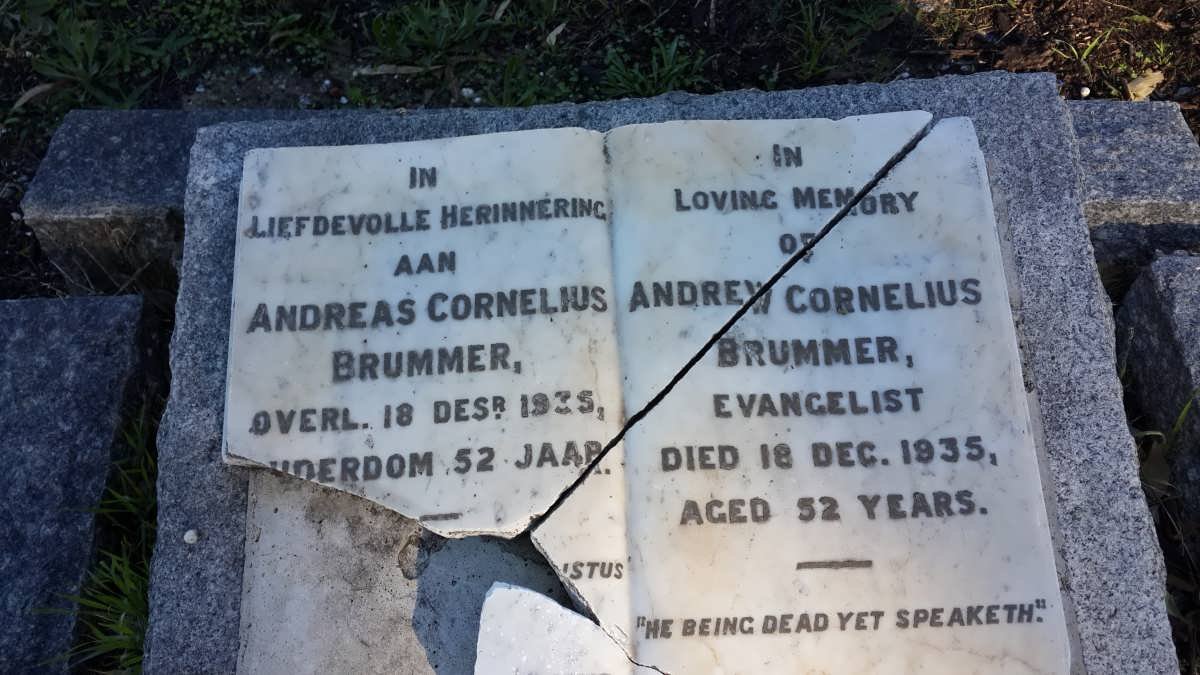 IN
LIEFDEVOLLE HERINNERING
AAN
ANDREAS CORNELIUS
BRUMMER,
OVERL. 18 DESR. 1935,
OUDERDOM 52 JAAR.
ISTUS
IN
LOVING MEMORY
OF
ANDREW CORNELIUS
BRUMMER,
EVANGELIST
DIED 18 DEC. 1935,
AGED 52 YEARS.
"HE BEING DEAD YET SPEAKETH."